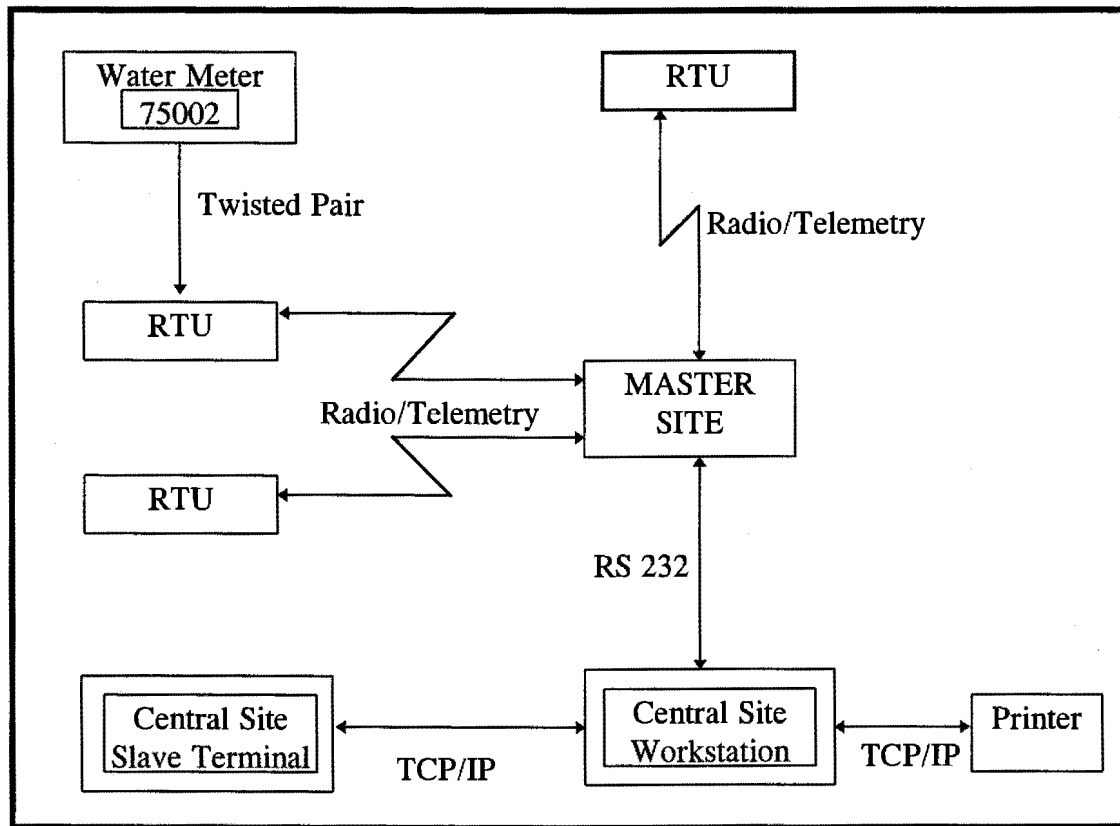 Water Meter
75002
RTU
Twisted Pair
Radio/Telemetry
RTU
MASTER
SITE
Radio/Telemetry
RTU
RS 232
Central Site
Slave Terminal
Central Site
Workstation
Printer
TCP/IP
TCP/IP